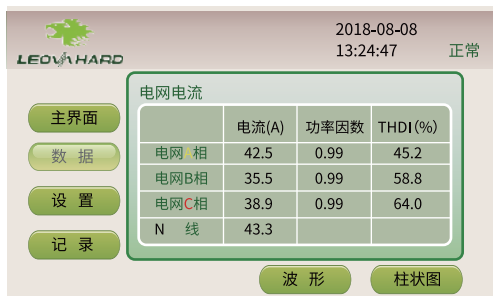 2018-08-08
LEONHARD
13:24:47 正常
电网电流
主界面
电流(A) 功率因数 THDI(%)
数 据
电网A相 42.5 0.99 45.2
电网B相 35.5 0.99 58.8
设 置
电网C相 38.9 0.99 64.0
N 线 43.3
记 录
波 形 柱状图